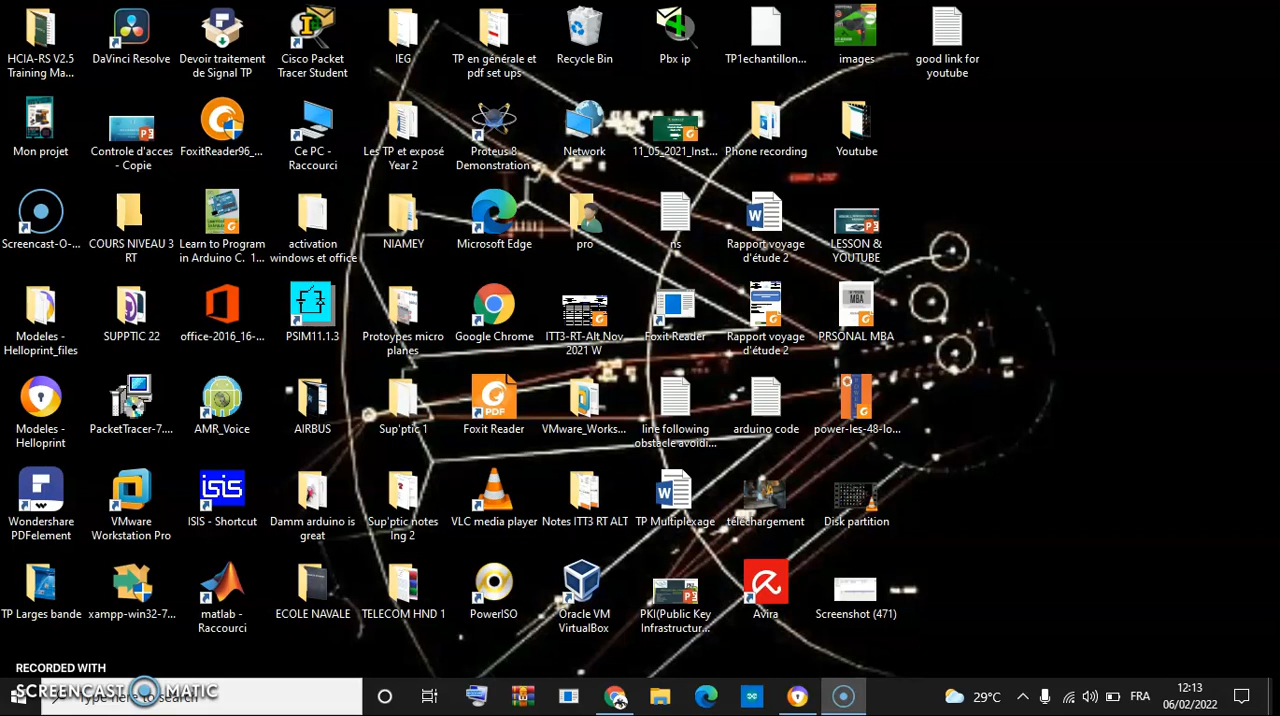 HCIA-RS V2.5
Training Ma...
DaVinci Resolve
Devoir traitement
de Signal TP
Cisco Packet
Tracer Student
IEG
TP en générale et
pdf set ups
Recycle Bin
Pbx ip
TP1echantillon...
images
good link for
youtube
Mon projet
Controle d'acces
- Copie
FoxitReader96_...
Ce PC -
Raccourci
Les TP et exposé
Year 2
Proteus 8
Demonstration
Network
11_05_2021_Inst...
Phone recording
Youtube
Screencast-O-...
COURS NIVEAU 3
RT
Learn to Program
in Arduino C. 1...
activation
windows et office
NIAMEY
Microsoft Edge
pro
ns
Rapport voyage
d'étude 2
LESSON &
YOUTUBE
Modeles -
Helloprint_files
SUPPTIC 22
office-2016_16-...
PSIM11.1.3
Protoypes micro
planes
Google Chrome
ITT3-RT-Alt Nov
2021 W
Foxit Reader
Rapport voyage
d'étude 2
PRSONAL MBA
Modeles -
Helloprint
PacketTracer-7....
AMR_Voice
AIRBUS
Sup'ptic 1
Foxit Reader
VMware_Works...
line following
obstacle avoidi...
arduino code
power-les-48-lo...
Wondershare
PDFelement
VMware
Workstation Pro
ISIS - Shortcut
Damm arduino is
great
Sup'ptic notes
Ing 2
VLC media player
Notes ITT3 RT ALT
TP Multiplexage
telechargement
Disk partition
TP Larges bande
xampp-win32-7...
matlab -
Raccourci
ECOLE NAVALE
TELECOM HND 1
PowerISO
Oracle VM
VirtualBox
PKI(Public Key
Infrastructur...
Avira
Screenshot (471)
RECORDED WITH
SCREENCAST MATIC
Type here to search
29°C
FRA
12:13
06/02/2022